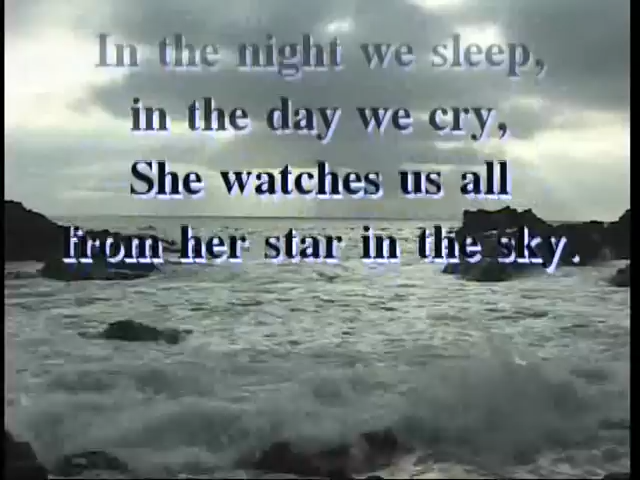 In the night we sleep,
in the day we cry,
She watches us all
from her star in the sky.